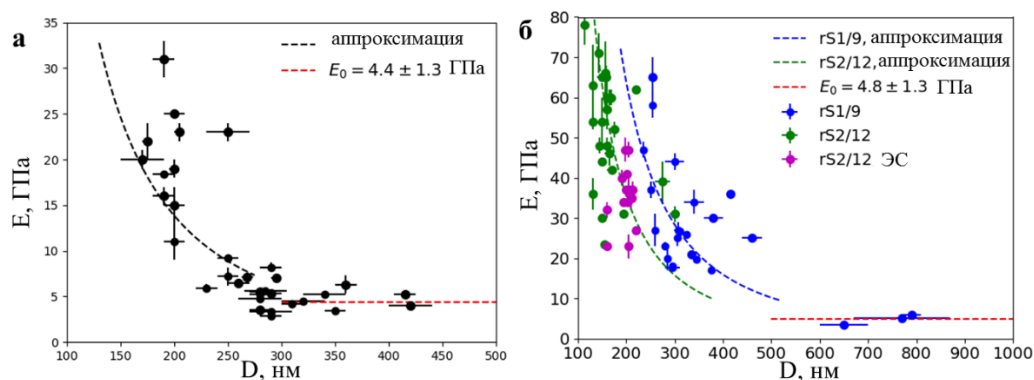 а
аппроксимация
E₀ = 4.4 ± 1.3 ГПа
E, ГПа
35
30
25
20
15
10
5
0
100 150 200 250 300 350 400 450 500
D, нм
б
rS1/9, аппроксимация
rS2/12, аппроксимация
E₀ = 4.8 ± 1.3 ГПа
rS1/9
rS2/12
rS2/12 ЭС
E, ГПа
80
70
60
50
40
30
20
10
0
100 200 300 400 500 600 700 800 900 1000
D, нм